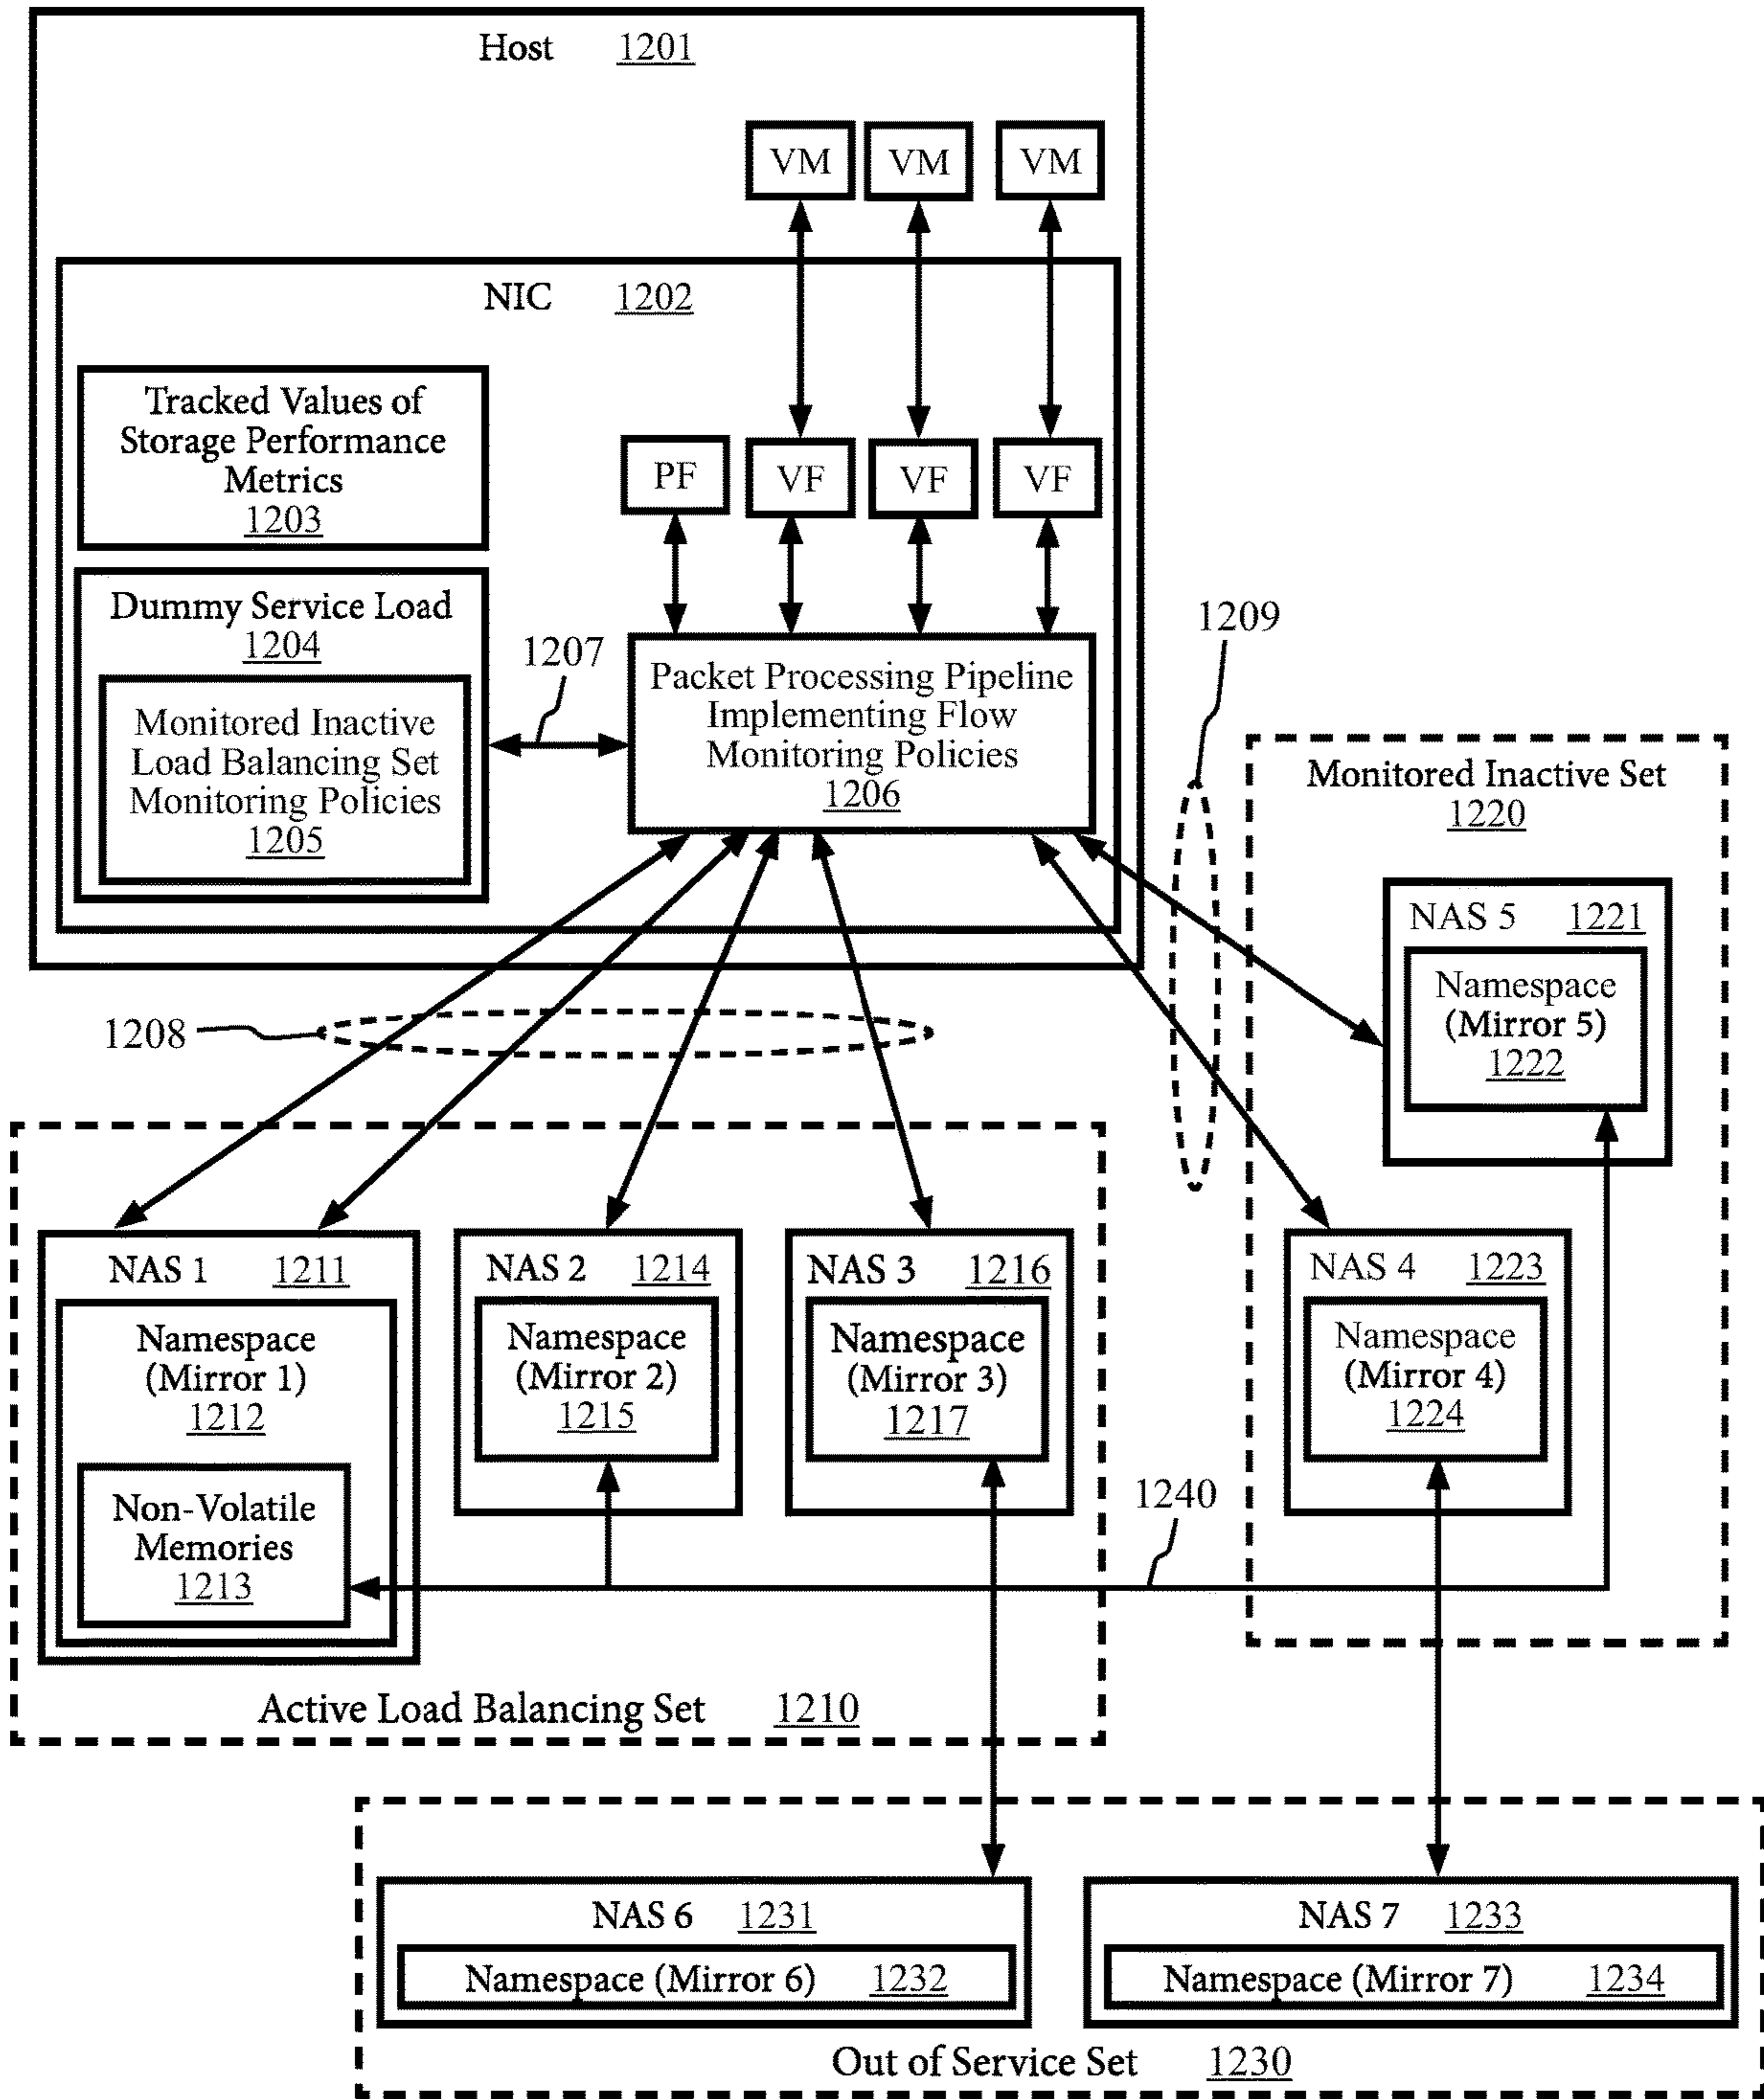 Host 1201
VM VM VM
NIC 1202
Tracked Values of
Storage Performance
Metrics
1203
PF VF VF VF
Dummy Service Load
1204
Monitored Inactive
Load Balancing Set
Monitoring Policies
1205
1207
Packet Processing Pipeline
Implementing Flow
Monitoring Policies
1206
1209
Monitored Inactive Set
1220
NAS 5 1221
Namespace
(Mirror 5)
1222
1208
NAS 1 1211
Namespace
(Mirror 1)
1212
Non-Volatile
Memories
1213
NAS 2 1214
Namespace
(Mirror 2)
1215
NAS 3 1216
Namespace
(Mirror 3)
1217
NAS 4 1223
Namespace
(Mirror 4)
1224
1240
Active Load Balancing Set 1210
NAS 6 1231
Namespace (Mirror 6) 1232
NAS 7 1233
Namespace (Mirror 7) 1234
Out of Service Set 1230